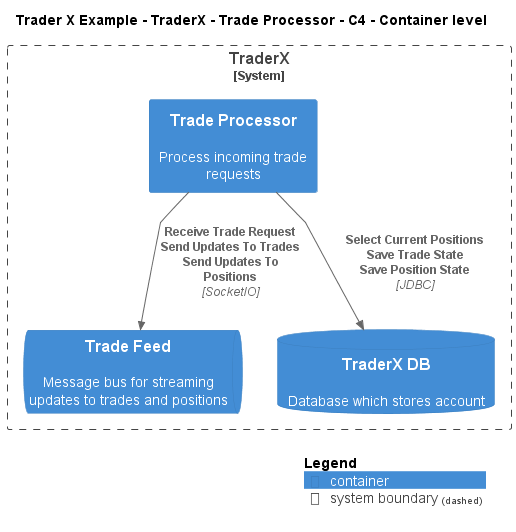 Trader X Example - TraderX - Trade Processor - C4 - Container level
TraderX
[System]
Trade Processor
Process incoming trade
requests
Receive Trade Request
Send Updates To Trades
Send Updates To
Positions
[SocketIO]
Select Current Positions
Save Trade State
Save Position State
[JDBC]
Trade Feed
Message bus for streaming
updates to trades and positions
TraderX DB
Database which stores account
Legend
container
system boundary (dashed)